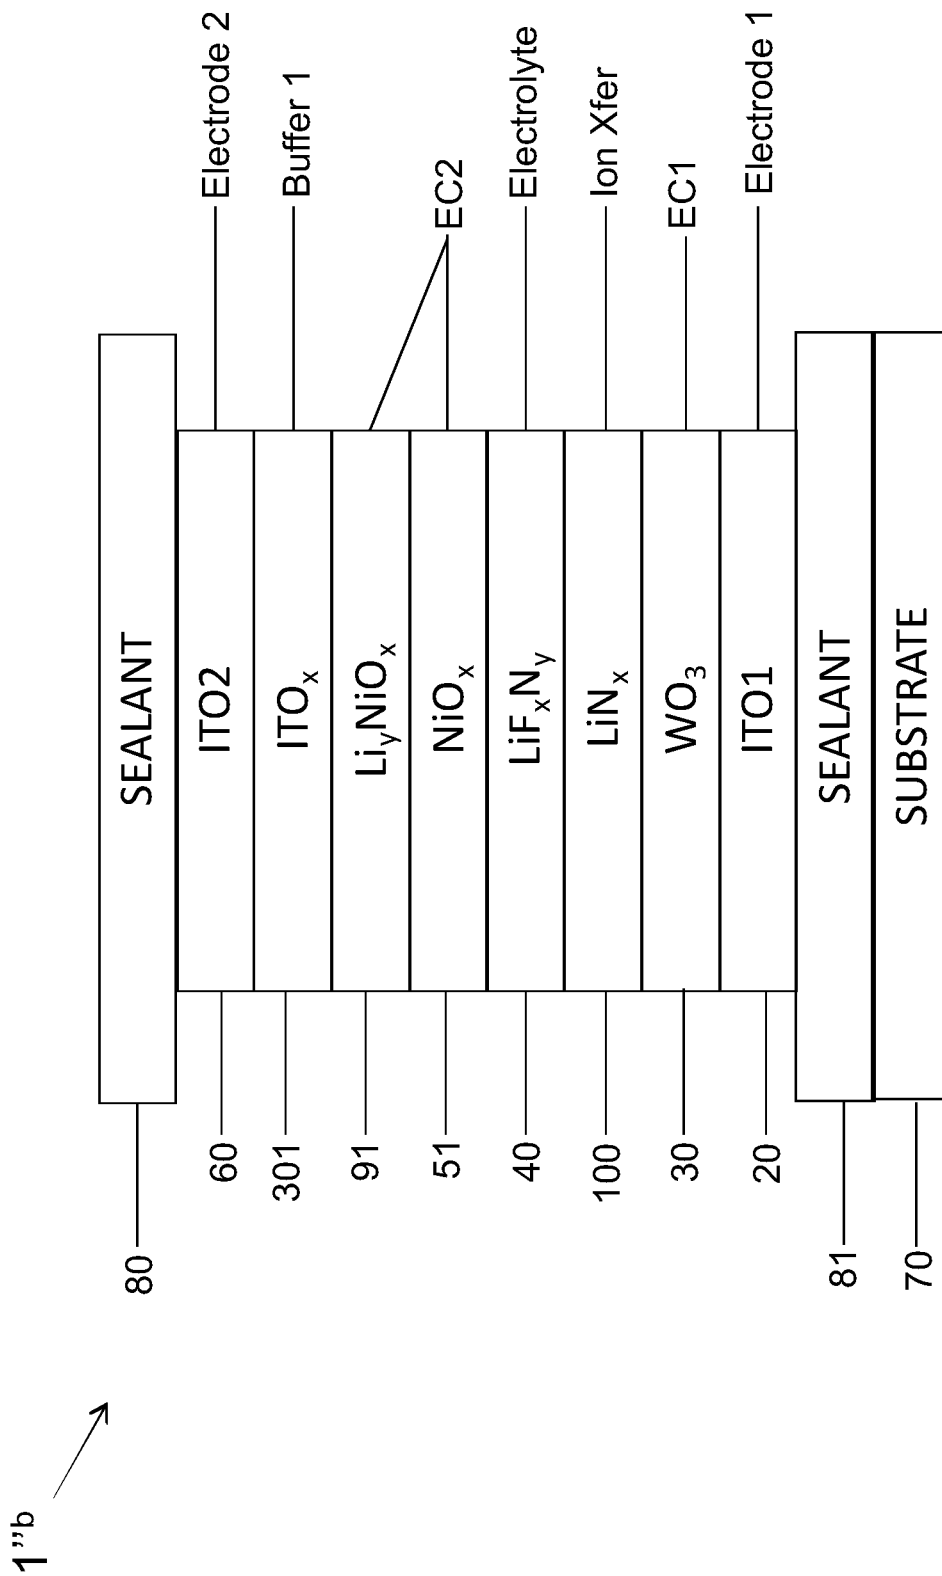 1”b
80 SEALANT
60 ITO2 Electrode 2
301 ITOx Buffer 1
91 LiyNiOx
51 NiOx EC2
40 LiFxNy Electrolyte
100 LiNx Ion Xfer
30 WO3 EC1
20 ITO1 Electrode 1
81 SEALANT
70 SUBSTRATE